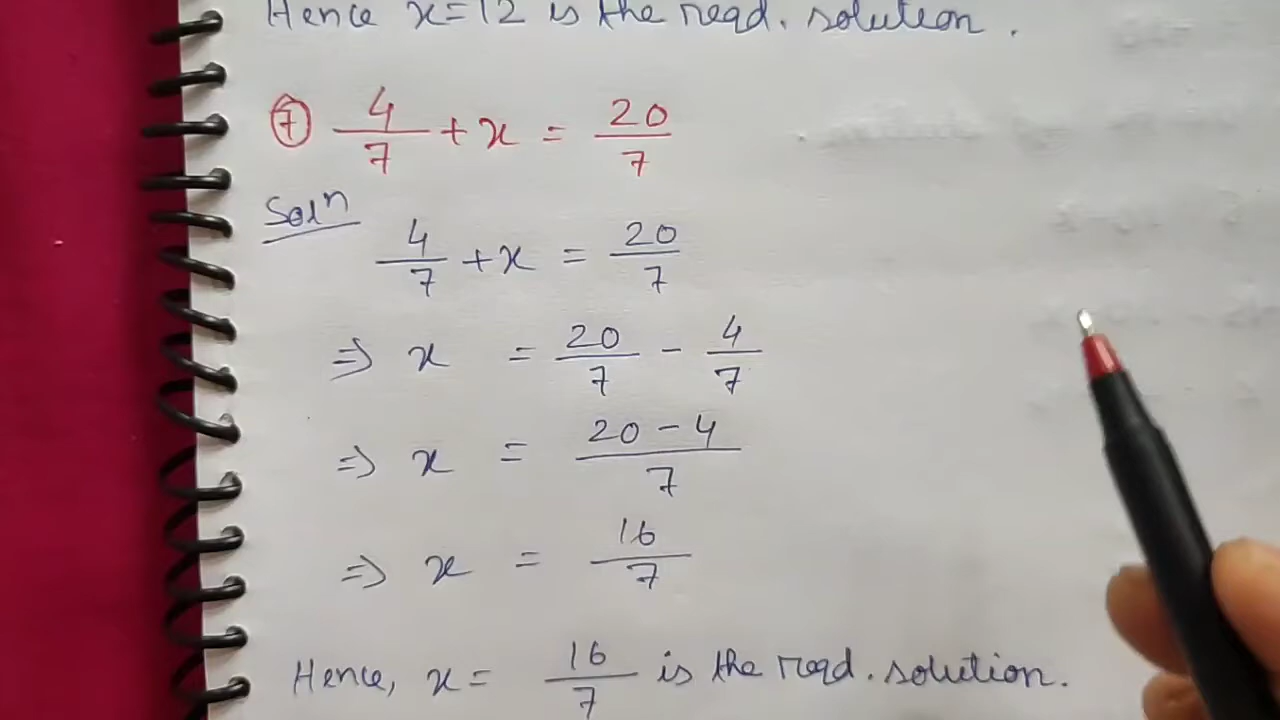 Hence x=12 is the reqd. solution.
⑦ 4/7 + x = 20/7
Solⁿ
4/7 + x = 20/7
⇒ x = 20/7 - 4/7
⇒ x = 20-4/7
⇒ x = 16/7
Hence, x = 16/7 is the reqd. solution.